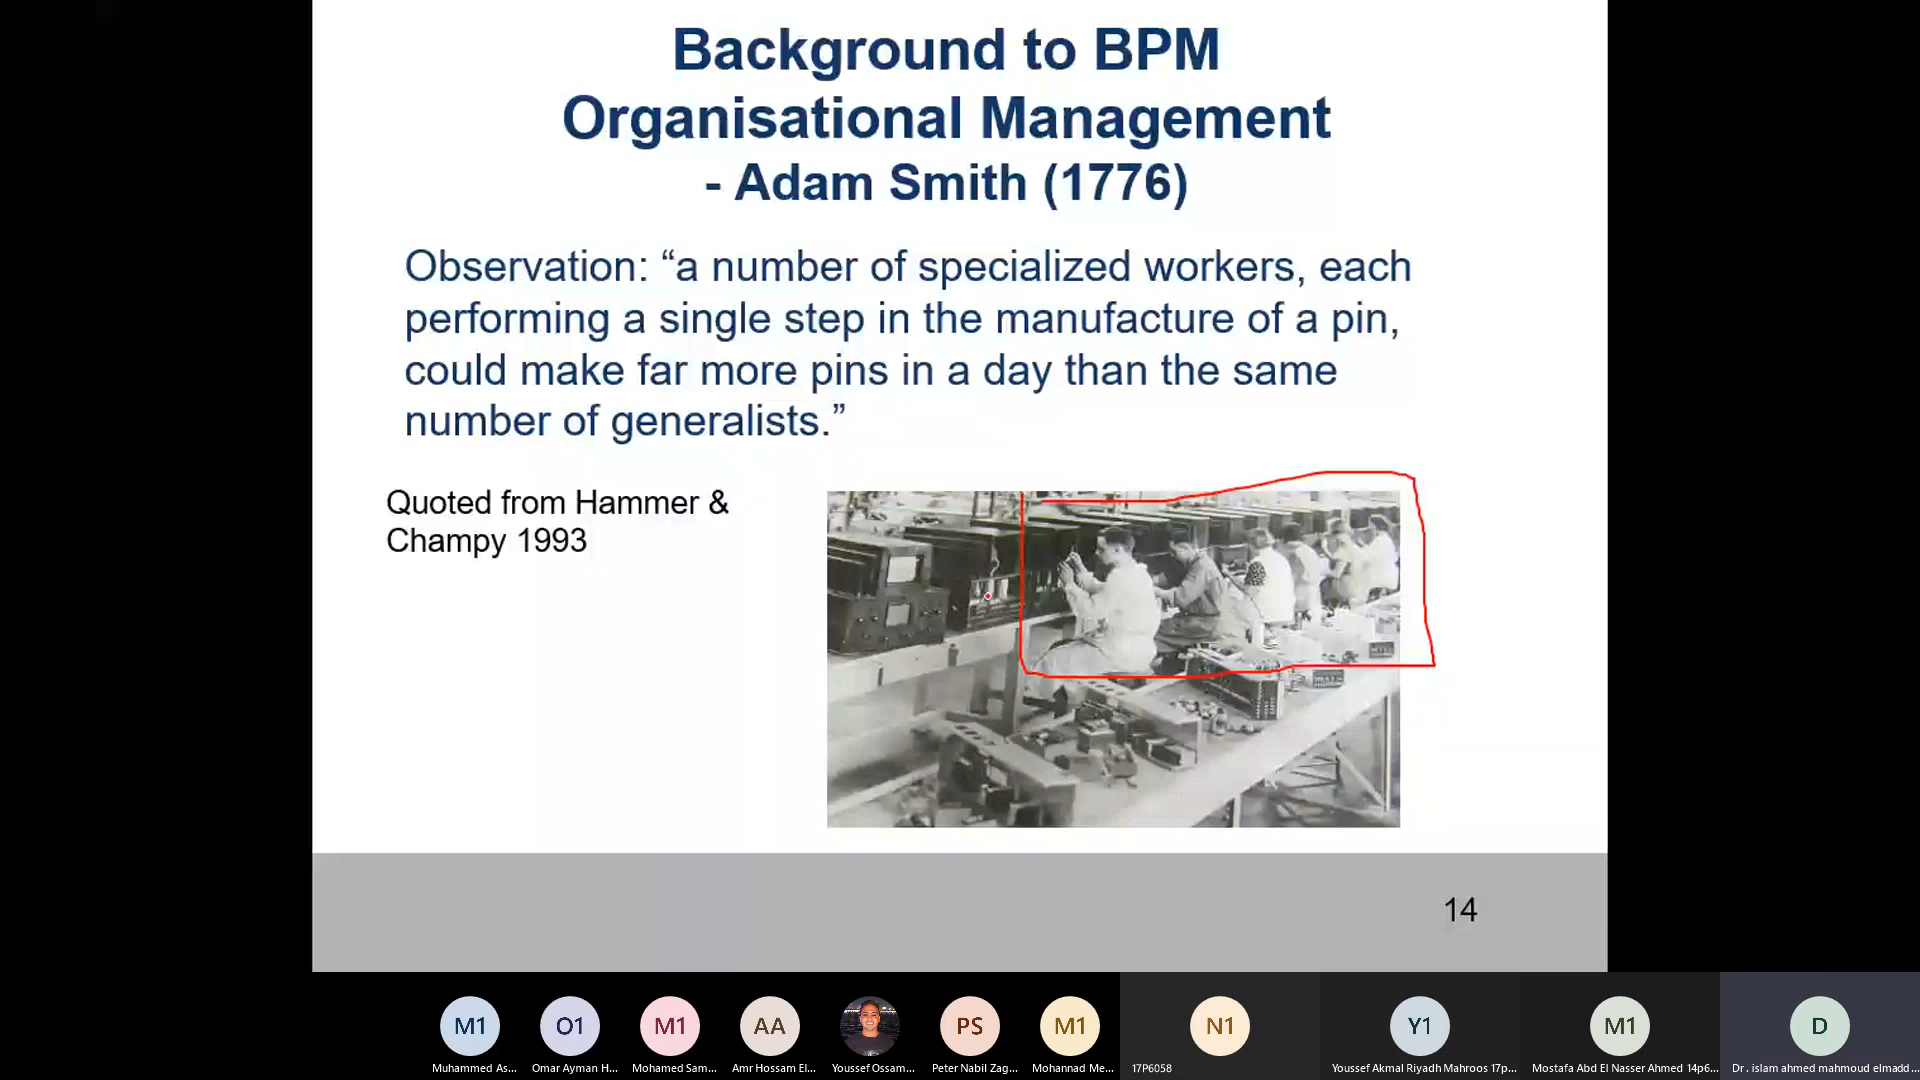 Background to BPM
Organisational Management
- Adam Smith (1776)
Observation: “a number of specialized workers, each
performing a single step in the manufacture of a pin,
could make far more pins in a day than the same
number of generalists.”
Quoted from Hammer &
Champy 1993
14
M1
O1
M1
AA
PS
M1
N1
Y1
M1
D
Muhammed As...
Omar Ayman H...
Mohamed Sam...
Amr Hossam El...
Youssef Ossam...
Peter Nabil Zag...
Mohannad Me...
17P6058
Youssef Akmal Riyadh Mahroos 17p...
Mostafa Abd El Nasser Ahmed 14p6...
Dr. islam ahmed mahmoud elmadd...